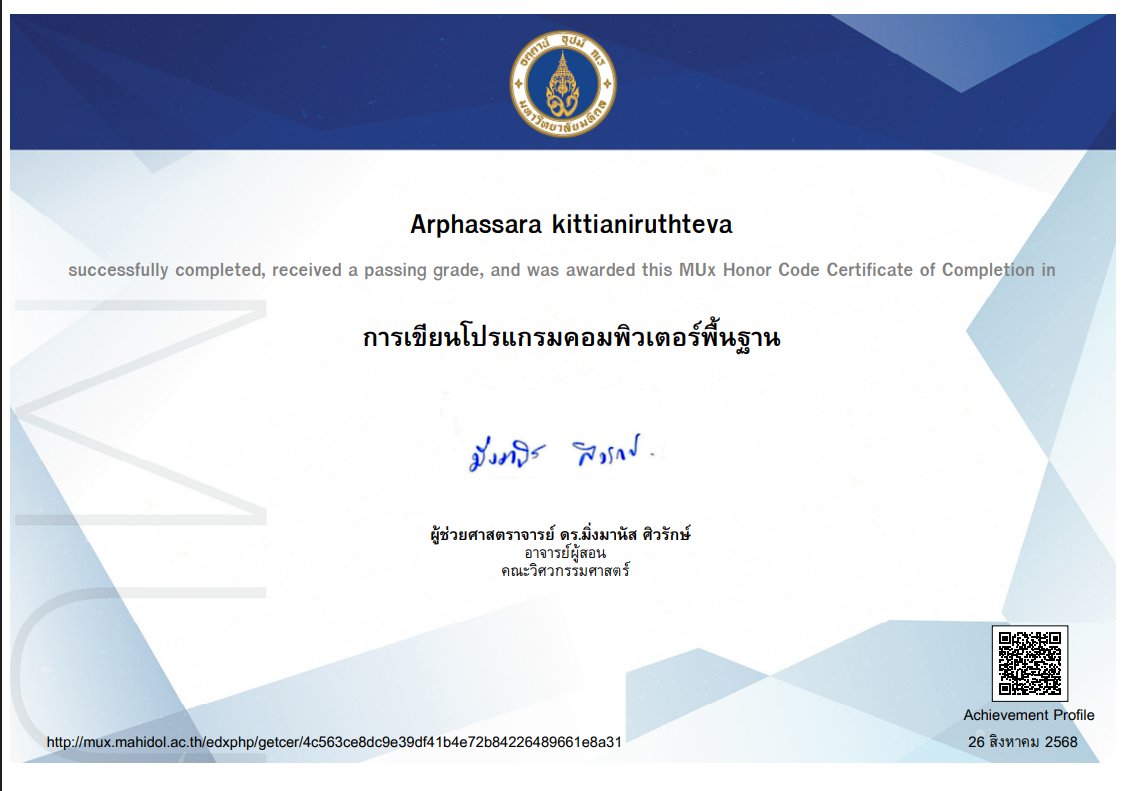 อตฺตานํ อุปมํ กเร
มหาวิทยาลัยมหิดล
Arphassara kittianiruthteva
successfully completed, received a passing grade, and was awarded this MUx Honor Code Certificate of Completion in
การเขียนโปรแกรมคอมพิวเตอร์พื้นฐาน
มิ่งมานัส ศิวรักษ์
ผู้ช่วยศาสตราจารย์ ดร.มิ่งมานัส ศิวรักษ์
อาจารย์ผู้สอน
คณะวิศวกรรมศาสตร์
Achievement Profile
http://mux.mahidol.ac.th/edxphp/getcer/4c563ce8dc9e39df41b4e72b84226489661e8a31
26 สิงหาคม 2568